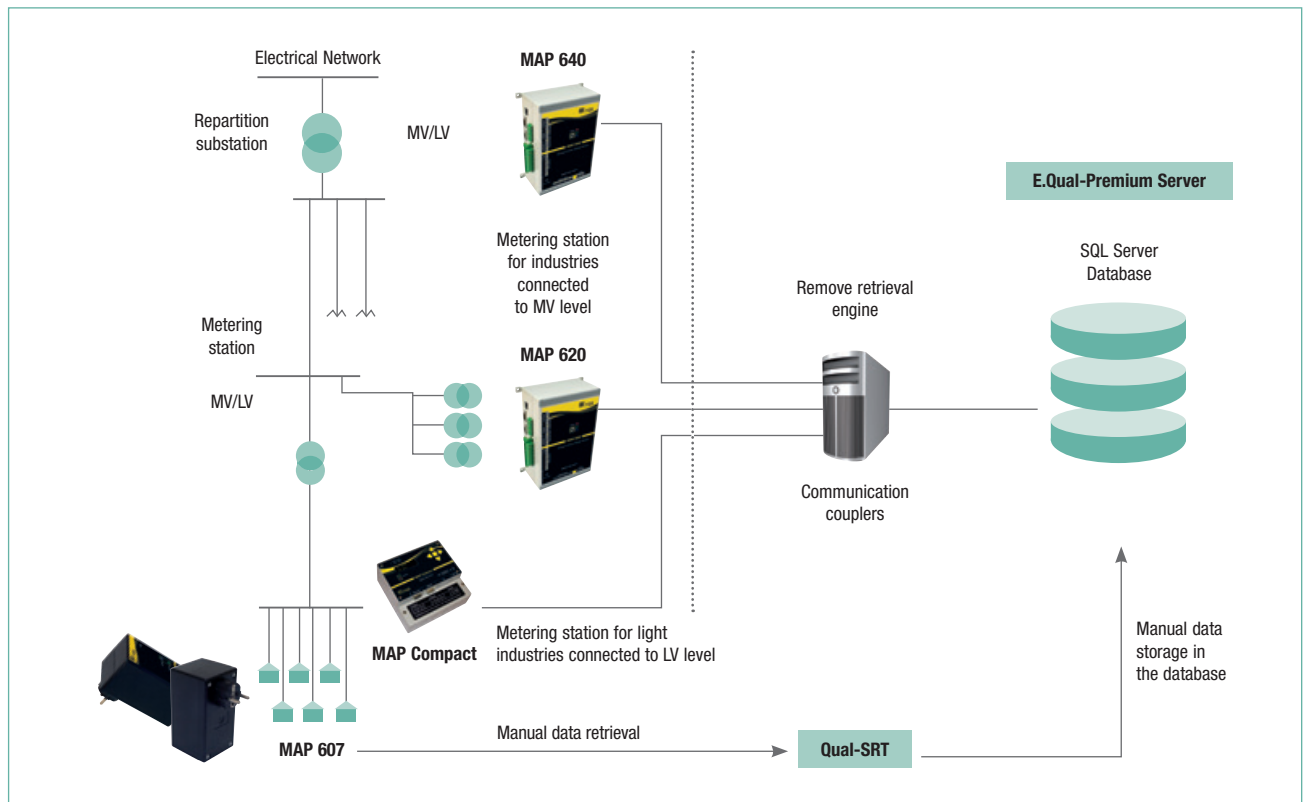 Electrical Network
Repartition
substation
MV/LV
MAP 640
Metering station
for industries
connected
to MV level
Metering
station
MV/LV
MAP 620
MAP Compact
Metering station for light
industries connected to LV level
MAP 607
Manual data retrieval
Qual-SRT
Remove retrieval
engine
Communication
couplers
E.Qual-Premium Server
SQL Server
Database
Manual data
storage in
the database